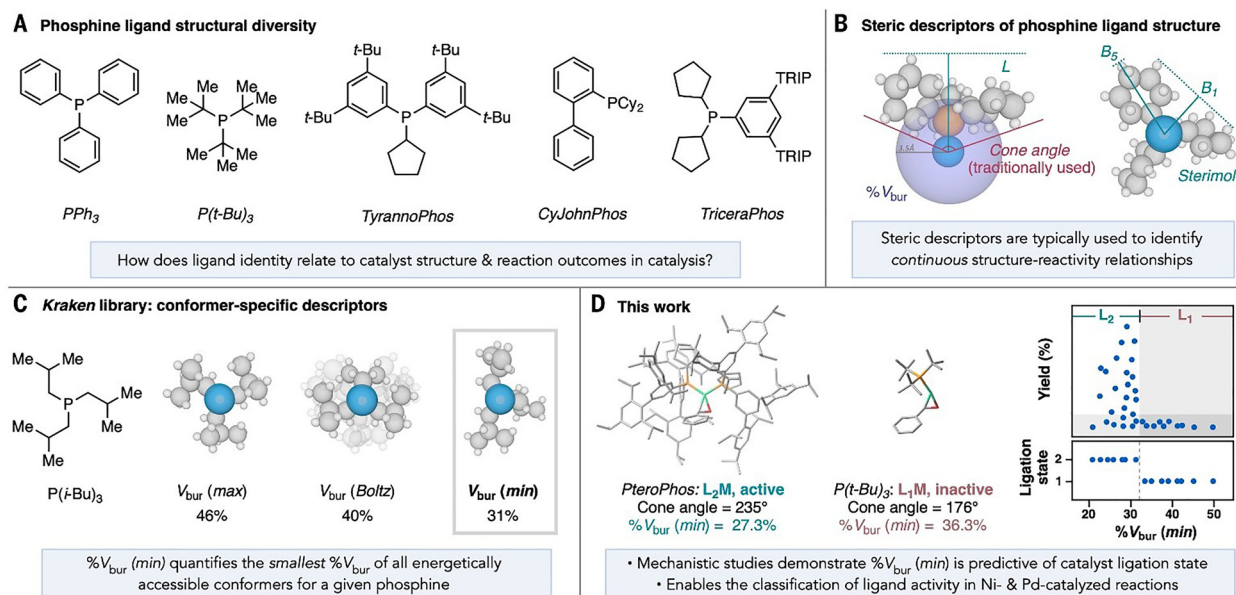 A Phosphine ligand structural diversity
P
PPh3
Me
Me
Me
Me
Me
P
Me
Me
Me
Me
P(t-Bu)3
t-Bu
t-Bu
t-Bu
P
t-Bu
TyrannoPhos
PCy2
CyJohnPhos
TRIP
P
TRIP
TriceraPhos
How does ligand identity relate to catalyst structure & reaction outcomes in catalysis?
B Steric descriptors of phosphine ligand structure
L
3.5Å
Cone angle
(traditionally used)
%Vbur
B5
B1
Sterimol
Steric descriptors are typically used to identify
continuous structure-reactivity relationships
C Kraken library: conformer-specific descriptors
Me
Me
Me
P
Me
Me
Me
P(i-Bu)3
Vbur (max)
46%
Vbur (Boltz)
40%
Vbur (min)
31%
%Vbur (min) quantifies the smallest %Vbur of all energetically
accessible conformers for a given phosphine
D This work
PteroPhos: L2M, active
Cone angle = 235°
%Vbur (min) = 27.3%
P(t-Bu)3: L1M, inactive
Cone angle = 176°
%Vbur (min) = 36.3%
L2 L1
Yield (%)
Ligation
state
2
1
20 30 40 50
%Vbur (min)
• Mechanistic studies demonstrate %Vbur (min) is predictive of catalyst ligation state
• Enables the classification of ligand activity in Ni- & Pd-catalyzed reactions